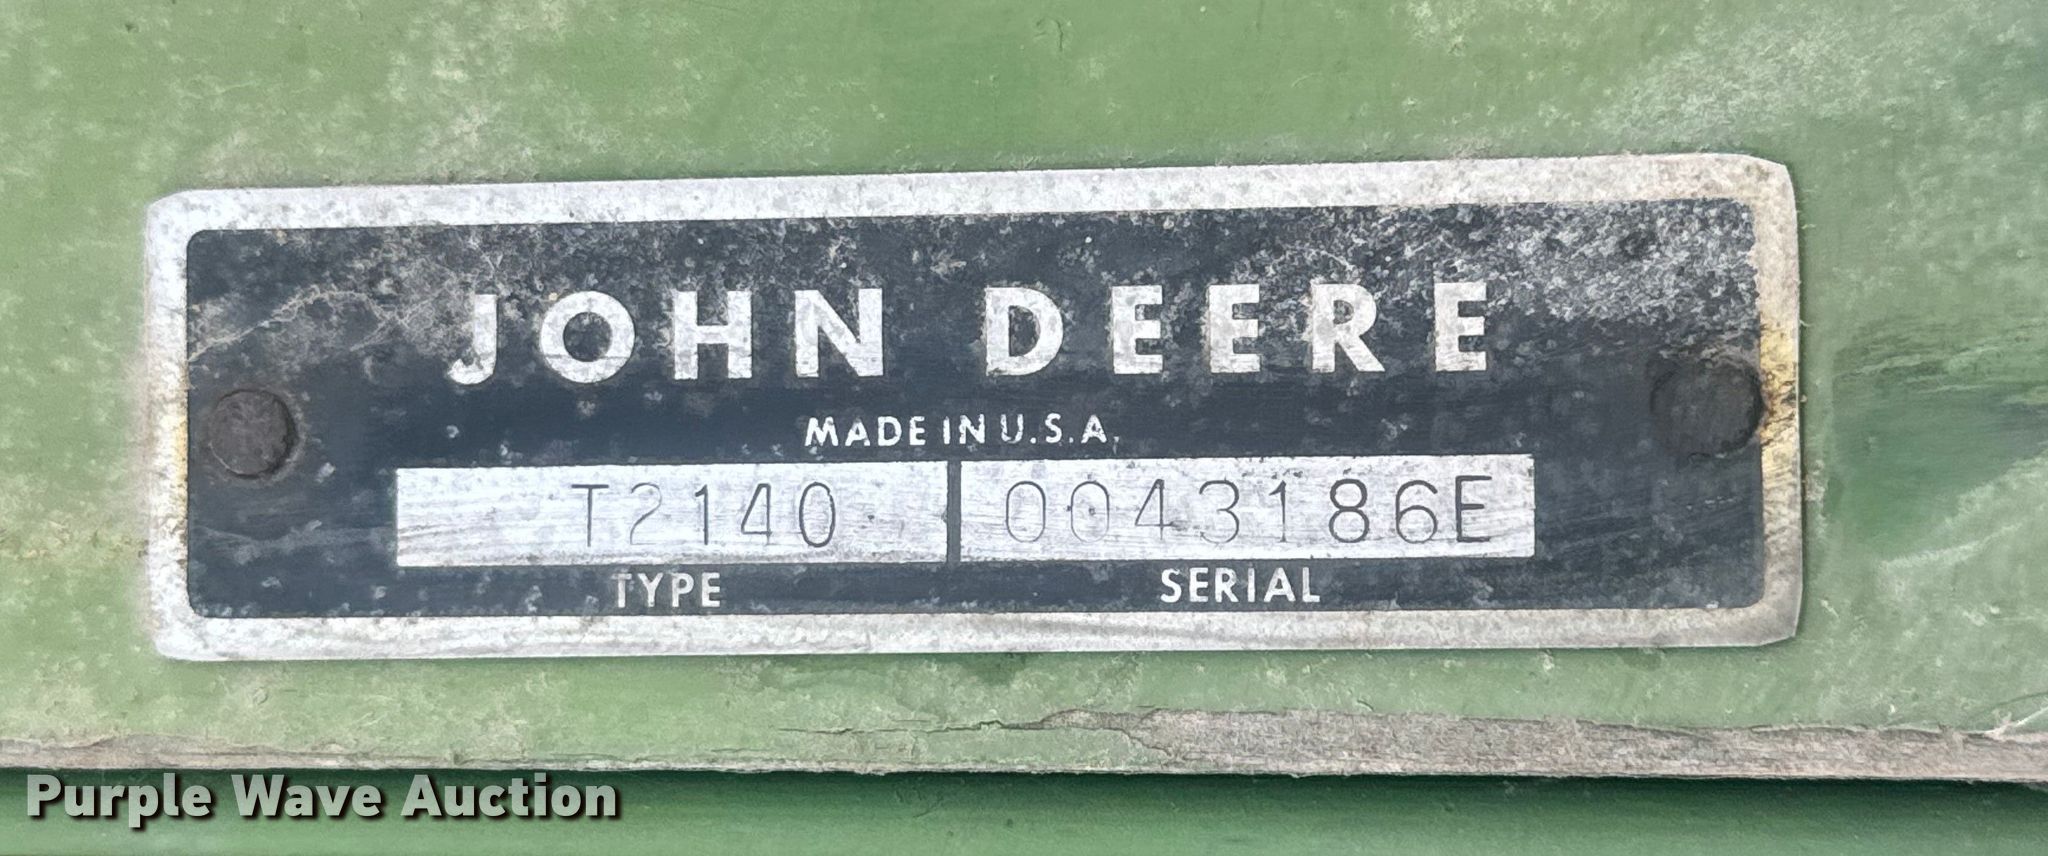 JOHN DEERE
MADE IN U.S.A.
T2140 0043186E
TYPE SERIAL
Purple Wave Auction